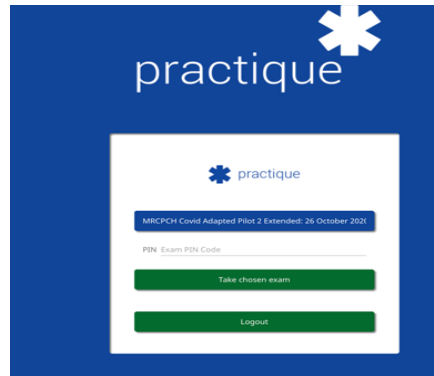 practique
practique
MRCPCH Covid Adapted Pilot 2 Extended: 26 October 202
PIN Exam PIN Code
Take chosen exam
Logout